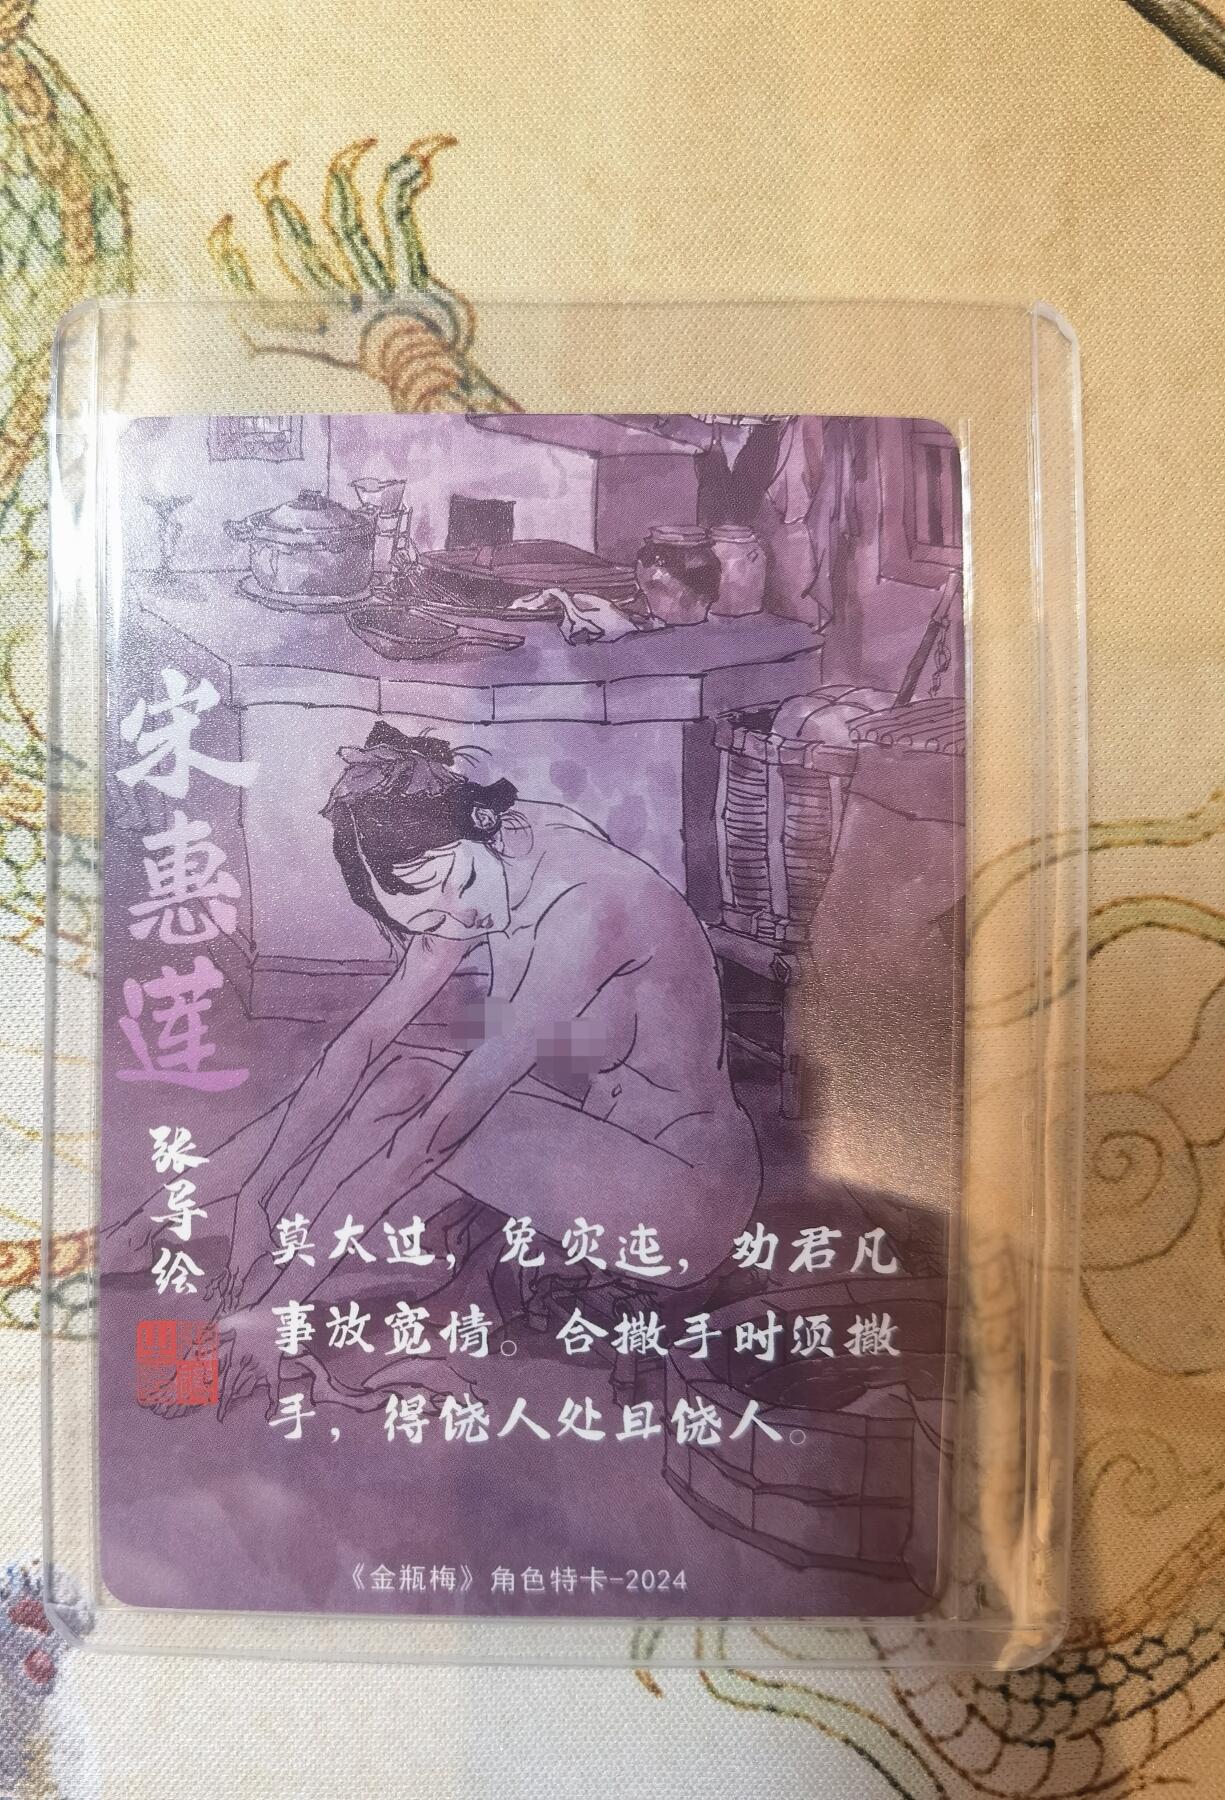 宋惠莲
张导绘
莫太过，免灾迍，劝君凡
事放宽情。合撒手时须撒
手，得饶人处且饶人。
《金瓶梅》角色特卡-2024